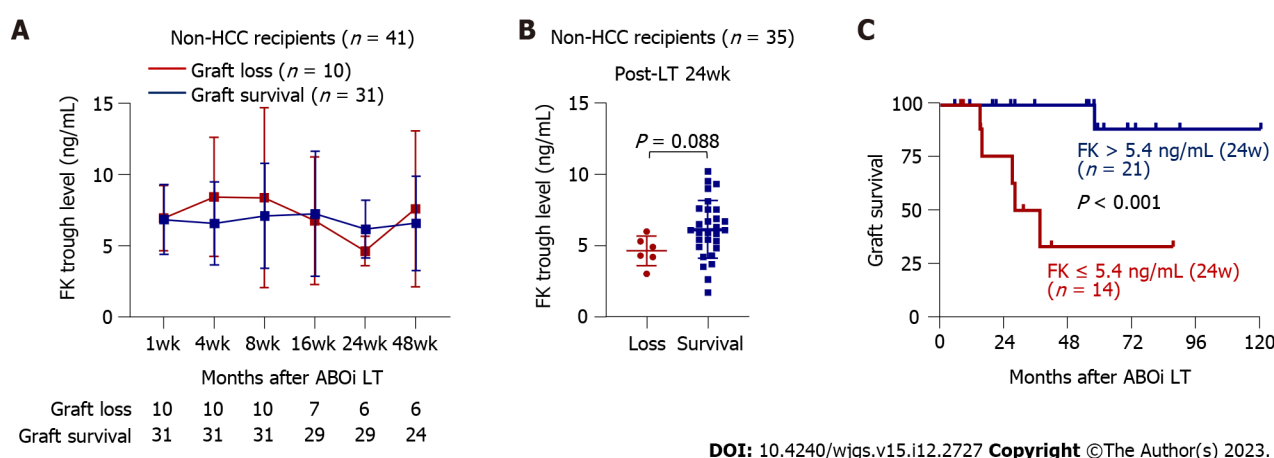 A
Non-HCC recipients (n = 41)
Graft loss (n = 10)
Graft survival (n = 31)
FK trough level (ng/mL)
15
10
5
0
1wk 4wk 8wk 16wk 24wk 48wk
Months after ABOi LT
Graft loss 10 10 10 7 6 6
Graft survival 31 31 31 29 29 24
B
Non-HCC recipients (n = 35)
Post-LT 24wk
FK trough level (ng/mL)
15
10
5
0
P = 0.088
Loss Survival
C
Graft survival
100
75
50
25
0
FK > 5.4 ng/mL (24w)
(n = 21)
P < 0.001
FK ≤ 5.4 ng/mL (24w)
(n = 14)
0 24 48 72 96 120
Months after ABOi LT
DOI: 10.4240/wjgs.v15.i12.2727 Copyright ©The Author(s) 2023.